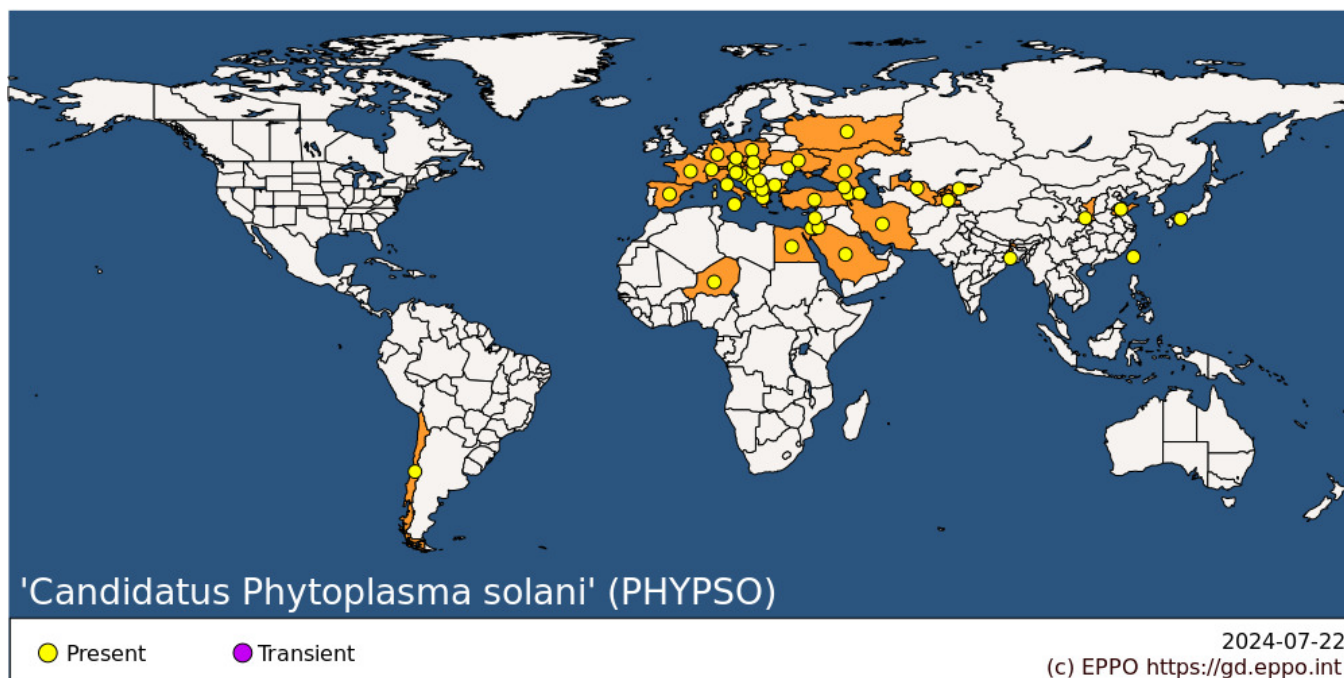 'Candidatus Phytoplasma solani' (PHYPSO)
Present
Transient
2024-07-22
(c) EPPO https://gd.eppo.int